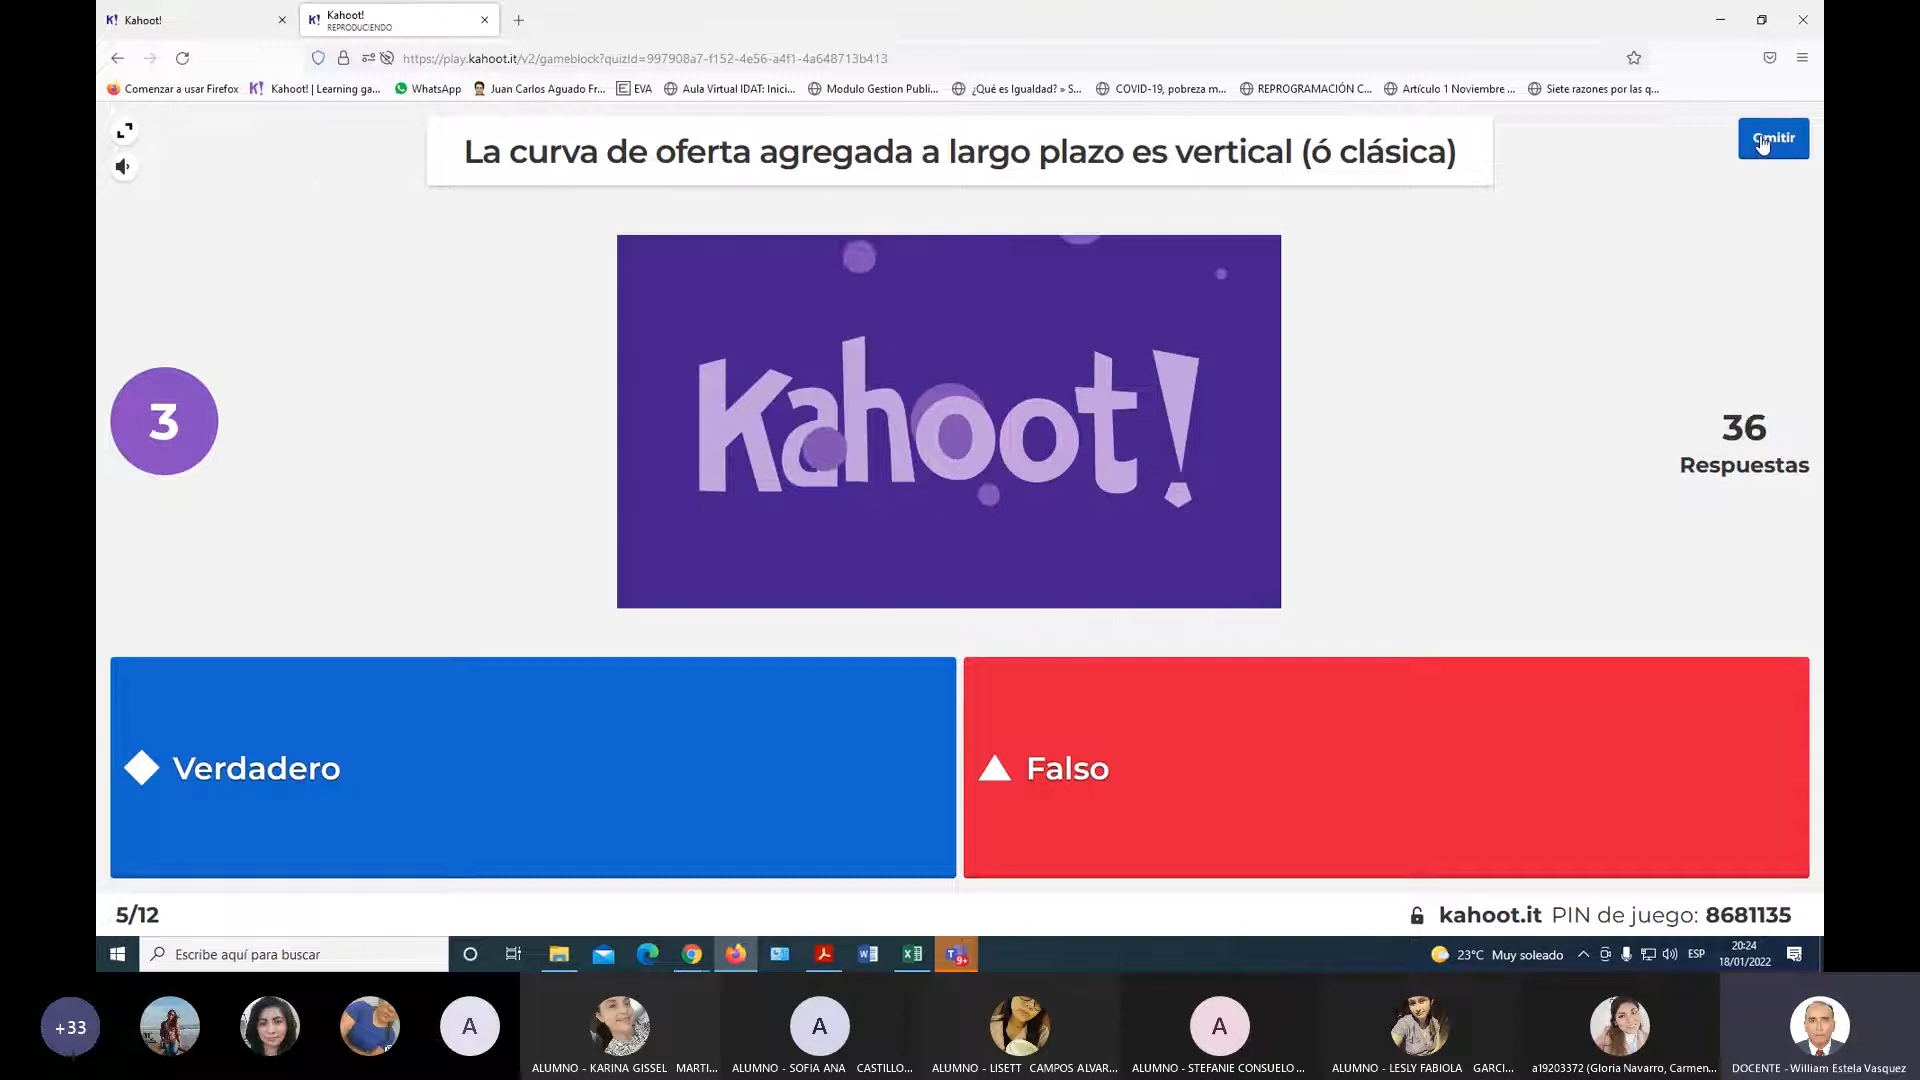 Kahoot!
Kahoot!
REPRODUCIENDO
https://play.kahoot.it/v2/gameblock?quizId=997908a7-f152-4e56-a4f1-4a648713b413
Comenzar a usar Firefox
Kahoot! | Learning ga...
WhatsApp
Juan Carlos Aguado Fr...
EVA
Aula Virtual IDAT: Inici...
Modulo Gestion Publi...
¿Qué es Igualdad? » S...
COVID-19, pobreza m...
REPROGRAMACIÓN C...
Artículo 1 Noviembre ...
Siete razones por las q...
La curva de oferta agregada a largo plazo es vertical (ó clásica)
Omitir
Kahoot!
3
36
Respuestas
Verdadero
Falso
5/12
kahoot.it PIN de juego: 8681135
Escribe aquí para buscar
9+
23°C Muy soleado
ESP
20:24
18/01/2022
+33
A
A
A
ALUMNO - KARINA GISSEL MARTI...
ALUMNO - SOFIA ANA CASTILLO...
ALUMNO - LISETT CAMPOS ALVAR...
ALUMNO - STEFANIE CONSUELO ...
ALUMNO - LESLY FABIOLA GARCI...
a19203372 (Gloria Navarro, Carmen...
DOCENTE - William Estela Vasquez